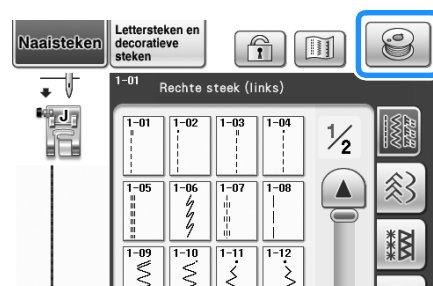 Naaisteken
Lettersteken en
decoratieve
steken
1-01
Rechte steek (links)
J
1-01 1-02 1-03 1-04
1/2
1-05 1-06 1-07 1-08
1-09 1-10 1-11 1-12